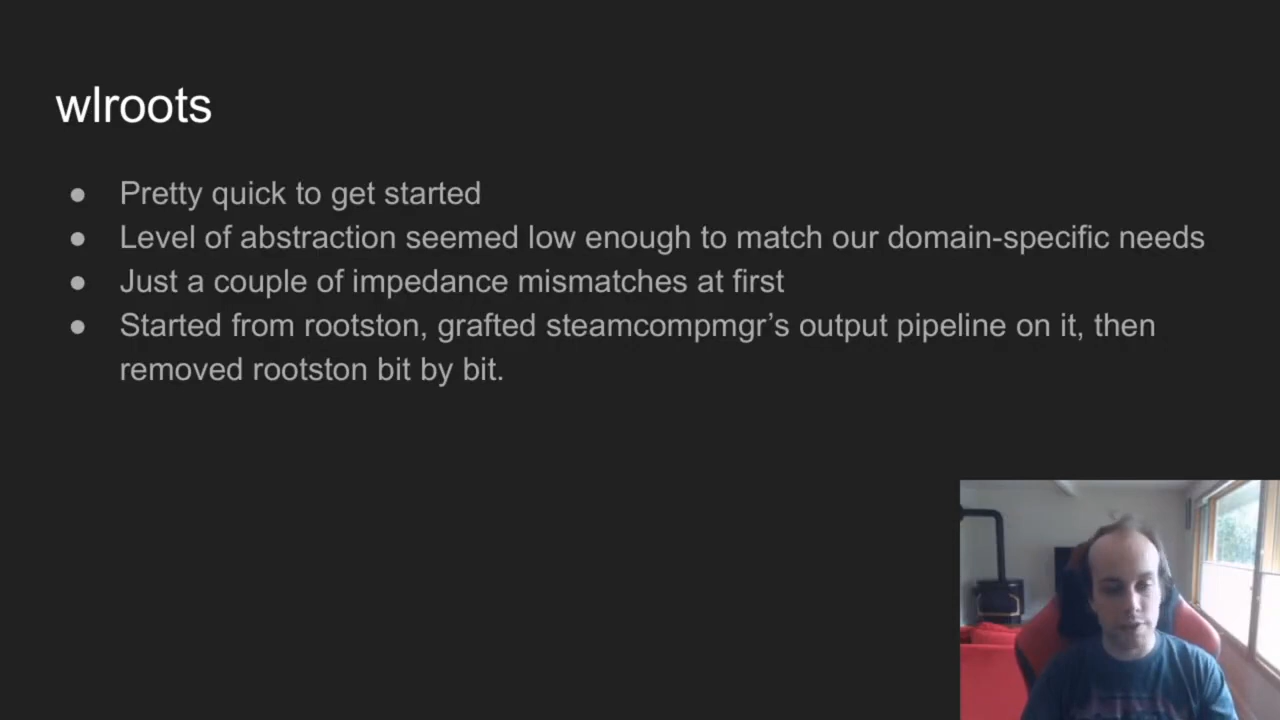 wlroots
● Pretty quick to get started
● Level of abstraction seemed low enough to match our domain-specific needs
● Just a couple of impedance mismatches at first
● Started from rootston, grafted steamcompmgr’s output pipeline on it, then
removed rootston bit by bit.